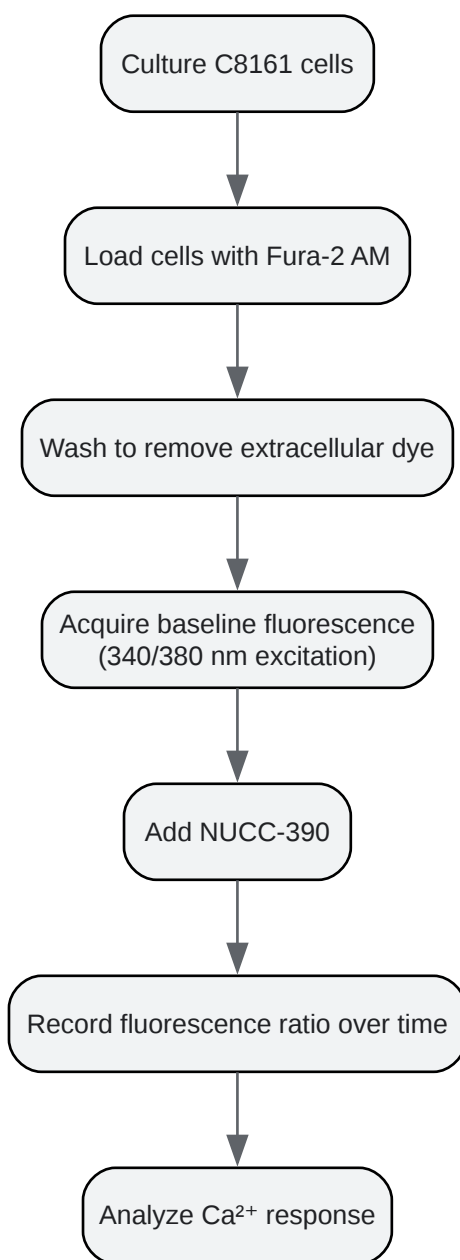 Culture C8161 cells
Load cells with Fura-2 AM
Wash to remove extracellular dye
Acquire baseline fluorescence
(340/380 nm excitation)
Add NUCC-390
Record fluorescence ratio over time
Analyze Ca²⁺ response